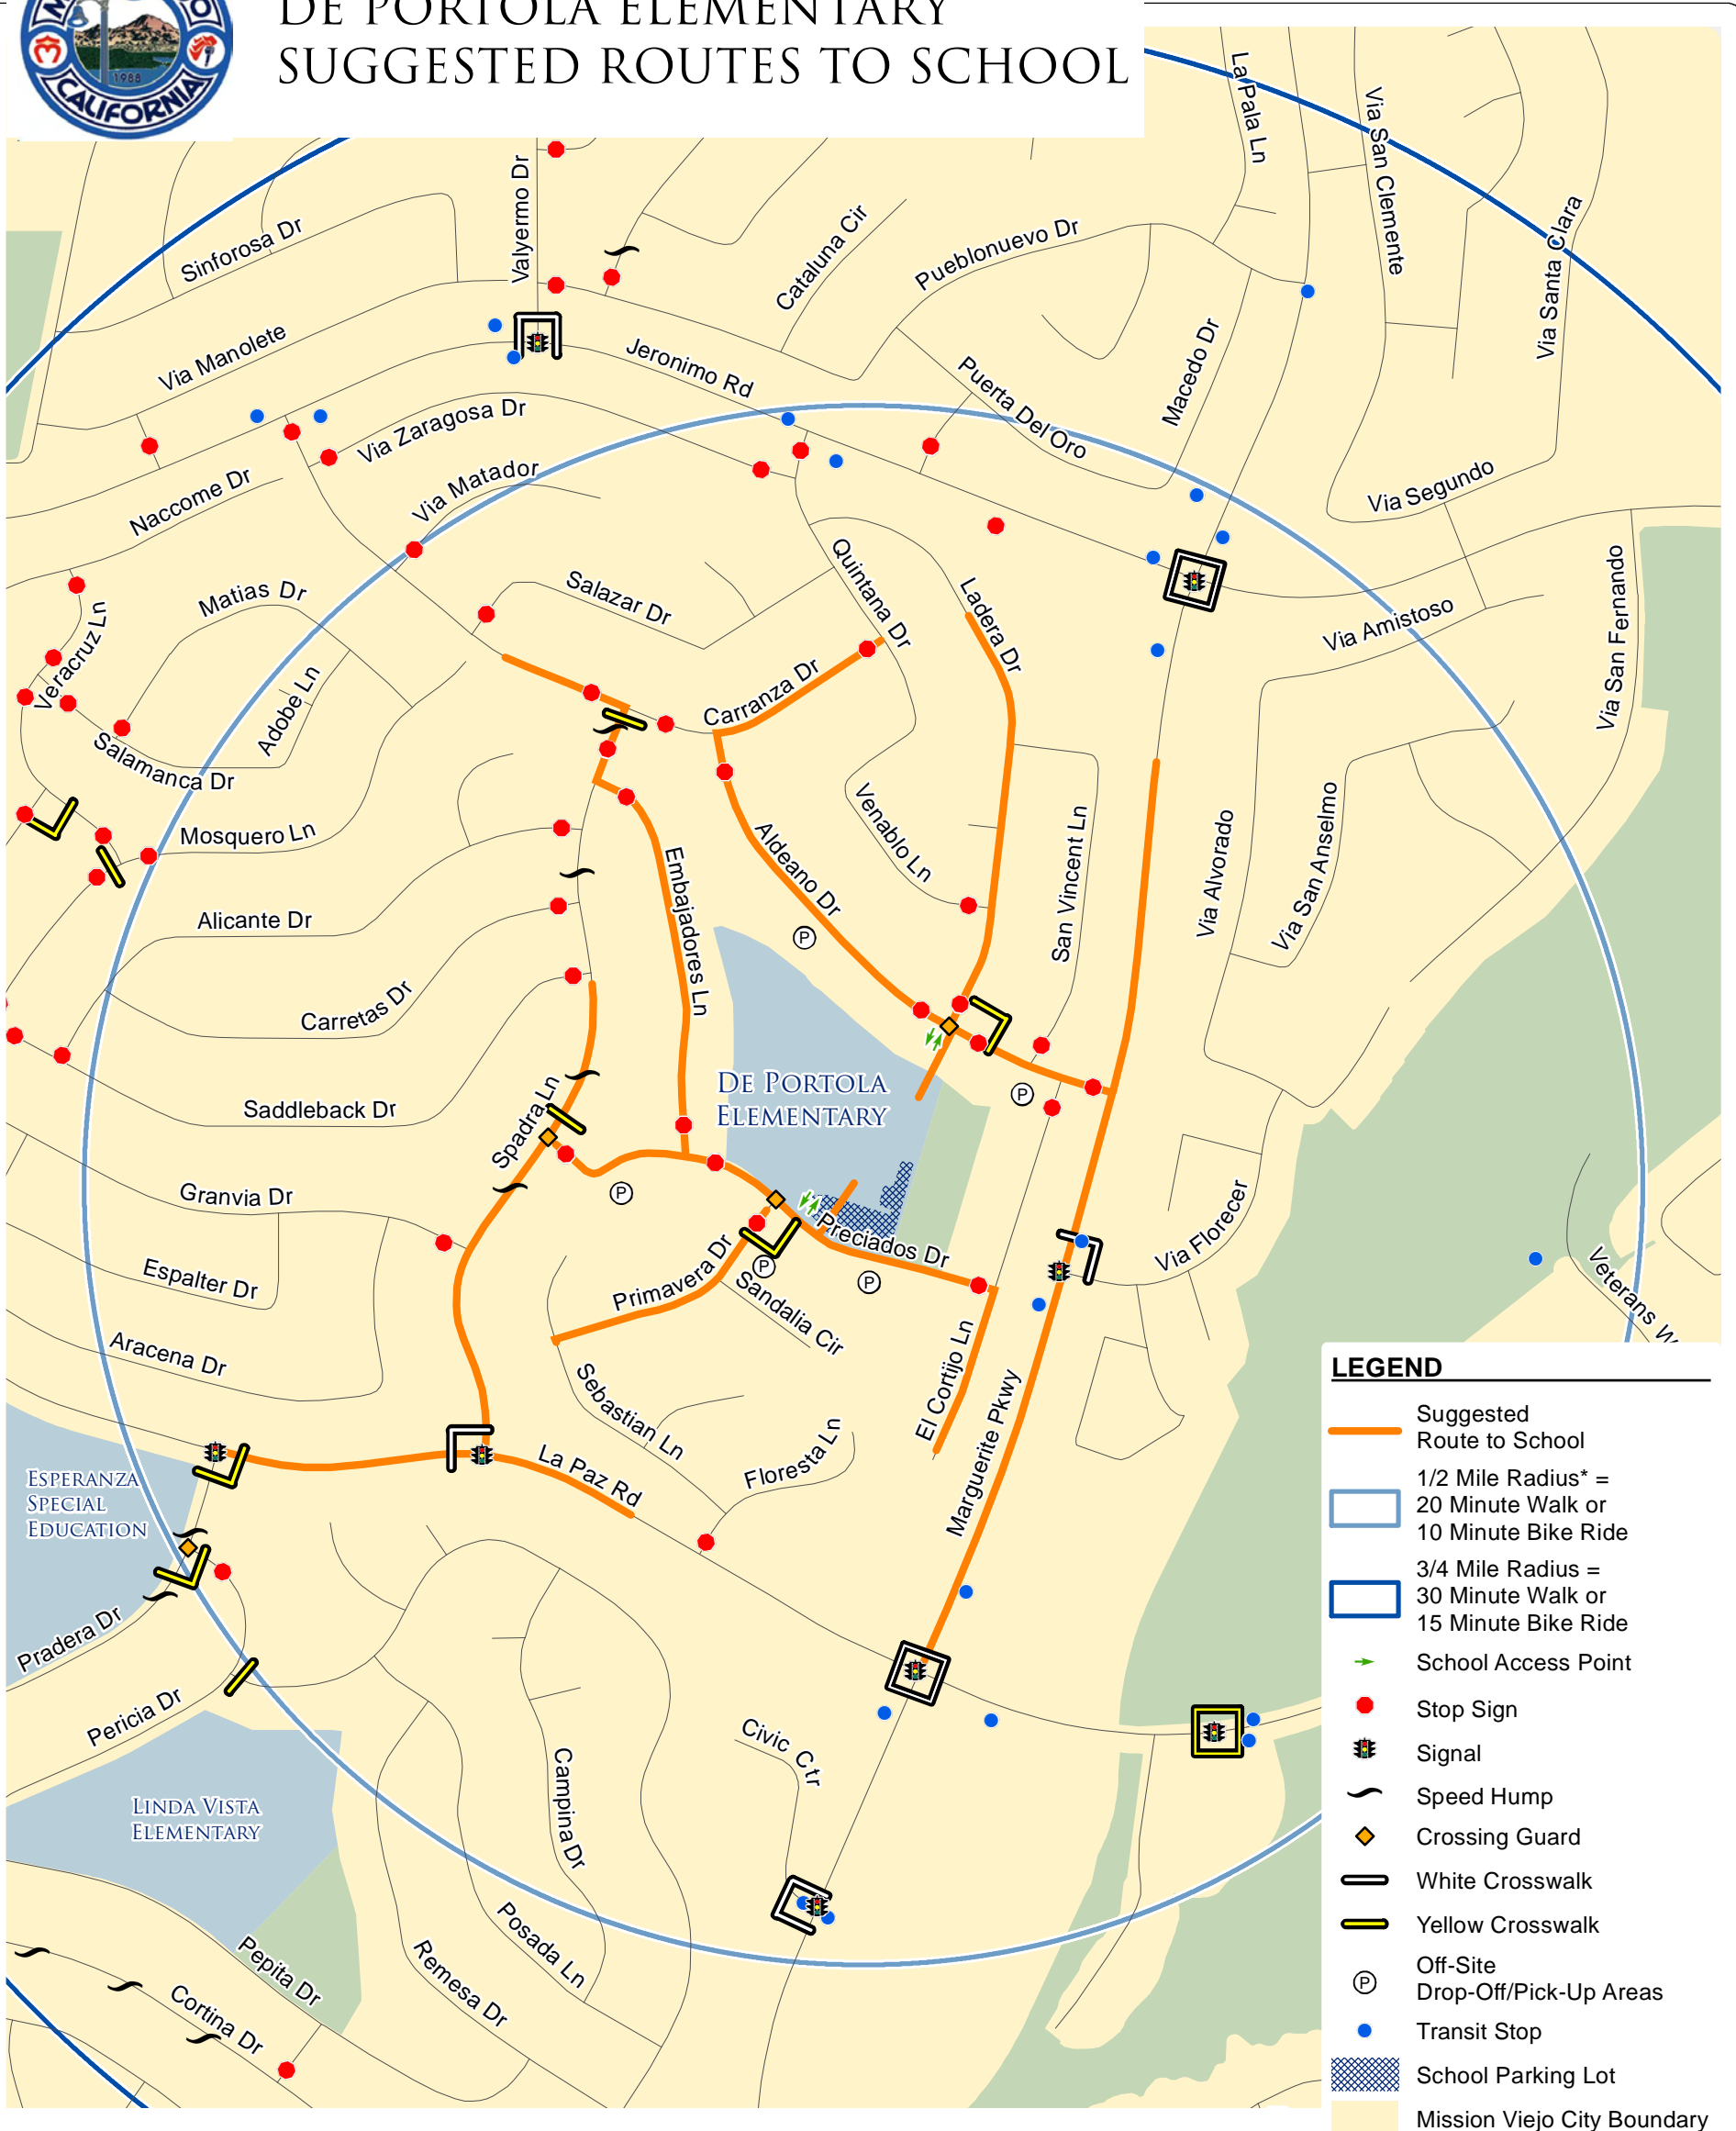 DE PORTOLA ELEMENTARY
SUGGESTED ROUTES TO SCHOOL
1988
CALIFORNIA
La Pala Ln
Via San Clemente
Via Santa Clara
Valyermo Dr
Sinforosa Dr
Cataluna Cir
Pueblonuevo Dr
Via Manolete
Jeronimo Rd
Macedo Dr
Puerta Del Oro
Via Zaragosa Dr
Via Matador
Naccome Dr
Via Segundo
Quintana Dr
Ladera Dr
Salazar Dr
Matias Dr
Veracruz Ln
Via Amistoso
Via San Fernando
Adobe Ln
Carranza Dr
Salamanca Dr
Mosquero Ln
Venablo Ln
Aldeano Dr
San Vincent Ln
Via Alvorado
Via San Anselmo
Embajadores Ln
Alicante Dr
P
Carretas Dr
DE PORTOLA
ELEMENTARY
P
Saddleback Dr
Spadra Ln
Granvia Dr
P
Preciados Dr
Via Florecer
Espalter Dr
Primavera Dr
P
Sandalia Cir
P
Veterans W
Aracena Dr
Sebastian Ln
El Cortijo Ln
Marguerite Pkwy
Floresta Ln
La Paz Rd
ESPERANZA
SPECIAL
EDUCATION
Pradera Dr
Pericia Dr
Civic Ctr
Campina Dr
LINDA VISTA
ELEMENTARY
Posada Ln
Remesa Dr
Pepita Dr
Cortina Dr
LEGEND
Suggested
Route to School
1/2 Mile Radius* =
20 Minute Walk or
10 Minute Bike Ride
3/4 Mile Radius =
30 Minute Walk or
15 Minute Bike Ride
School Access Point
Stop Sign
Signal
Speed Hump
Crossing Guard
White Crosswalk
Yellow Crosswalk
Off-Site
P
Drop-Off/Pick-Up Areas
Transit Stop
School Parking Lot
Mission Viejo City Boundary